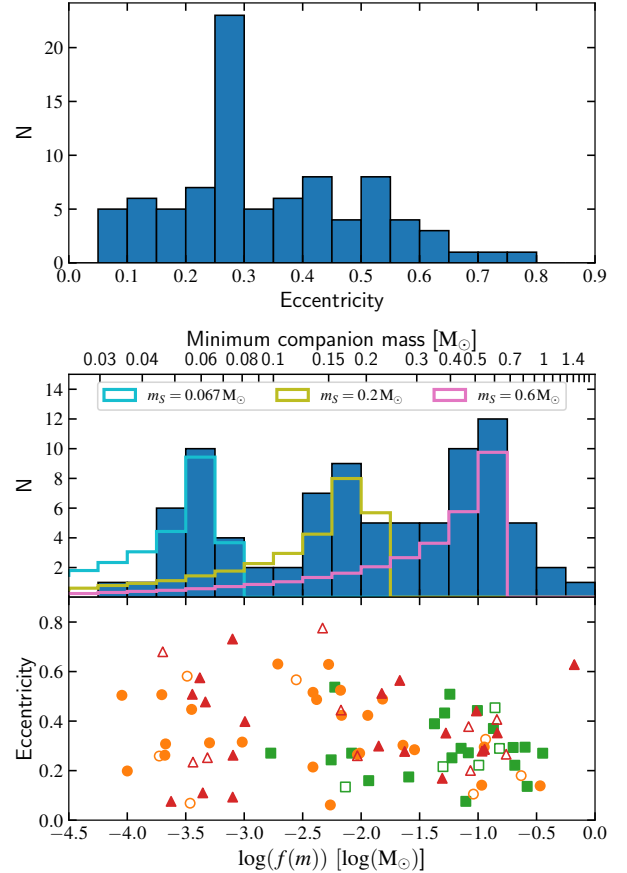 20
15
10
5
0
N
0.0 0.1 0.2 0.3 0.4 0.5 0.6 0.7 0.8 0.9
Eccentricity
Minimum companion mass [M⊙]
0.03 0.04 0.06 0.08 0.1 0.15 0.2 0.3 0.4 0.5 0.7 1 1.4
14
12
10
8
6
4
2
N
m_S = 0.067M⊙ m_S = 0.2M⊙ m_S = 0.6M⊙
0.8
0.6
0.4
0.2
0.0
Eccentricity
−4.5 −4.0 −3.5 −3.0 −2.5 −2.0 −1.5 −1.0 −0.5 0.0
log(f(m)) [log(M⊙)]